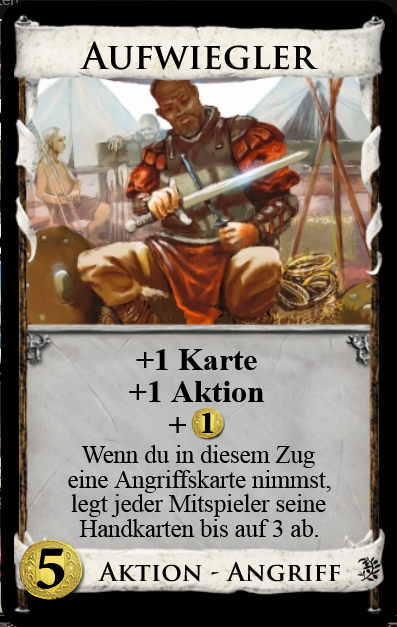 AUFWIEGLER
+1 Karte
+1 Aktion
+ 1
Wenn du in diesem Zug
eine Angriffskarte nimmst,
legt jeder Mitspieler seine
Handkarten bis auf 3 ab.
5 AKTION - ANGRIFF